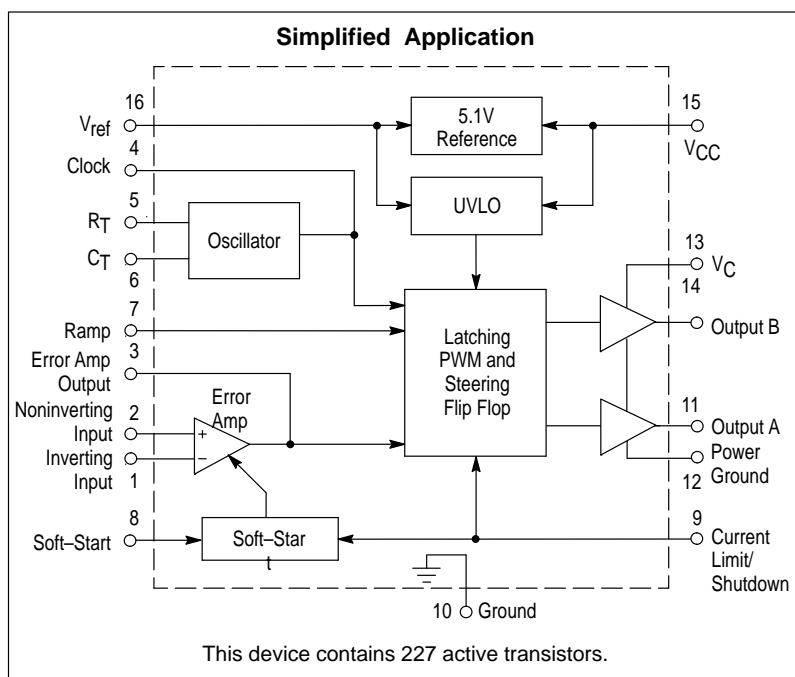 Simplified Application
16
Vref
4
Clock
5
RT
CT
6
7
Ramp
3
Error Amp
Output
Noninverting
Input
2
Inverting
Input
1
8
Soft–Start
5.1V
Reference
UVLO
Oscillator
Latching
PWM and
Steering
Flip Flop
Error
Amp
+
–
Soft–Star
t
15
VCC
13
VC
14
Output B
11
Output A
Power
Ground
12
9
Current
Limit/
Shutdown
10
Ground
This device contains 227 active transistors.